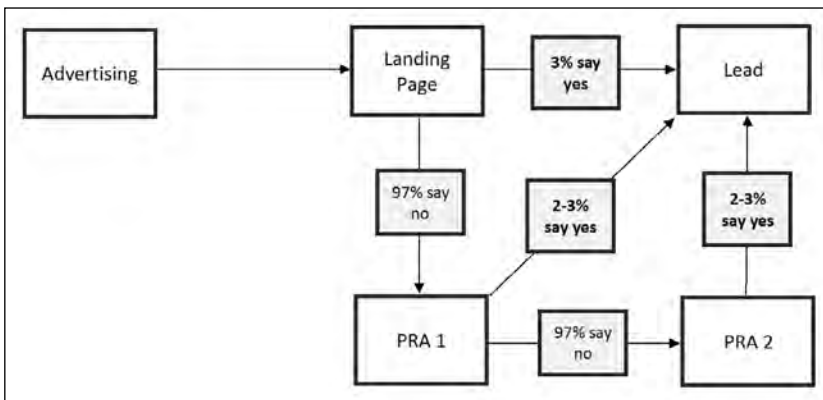 Advertising
Landing
Page
3% say
yes
Lead
97% say
no
2-3%
say yes
2-3%
say yes
PRA 1
97% say
no
PRA 2